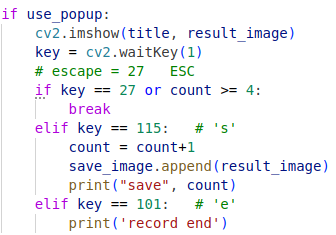 if use_popup:
    cv2.imshow(title, result_image)
    key = cv2.waitKey(1)
    # escape = 27   ESC
    if key == 27 or count >= 4:
        break
    elif key == 115:   # 's'
        count = count+1
        save_image.append(result_image)
        print("save", count)
    elif key == 101:   # 'e'
        print('record end')